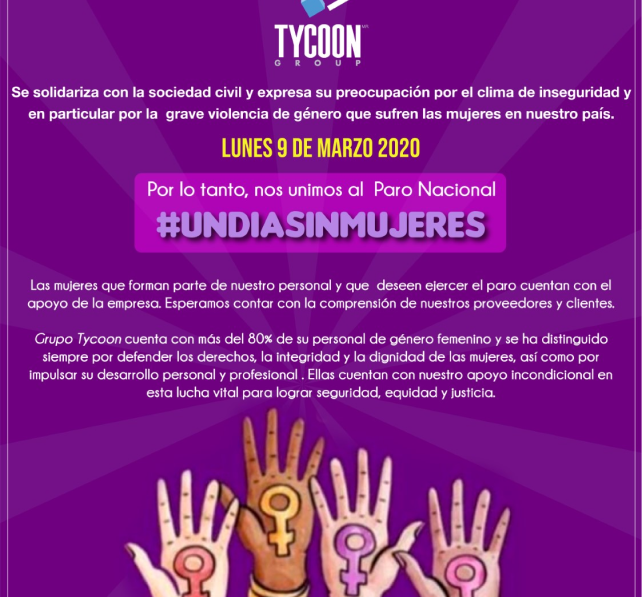 TYCOON
GROUP
Se solidariza con la sociedad civil y expresa su preocupación por el clima de inseguridad y
en particular por la grave violencia de género que sufren las mujeres en nuestro país.
LUNES 9 DE MARZO 2020
Por lo tanto, nos unimos al Paro Nacional
#UNDIASINMUJERES
Las mujeres que forman parte de nuestro personal y que deseen ejercer el paro cuentan con el
apoyo de la empresa. Esperamos contar con la comprensión de nuestros proveedores y clientes.
Grupo Tycoon cuenta con más del 80% de su personal de género femenino y se ha distinguido
siempre por defender los derechos, la integridad y la dignidad de las mujeres, así como por
impulsar su desarrollo personal y profesional . Ellas cuentan con nuestro apoyo incondicional en
esta lucha vital para lograr seguridad, equidad y justicia.